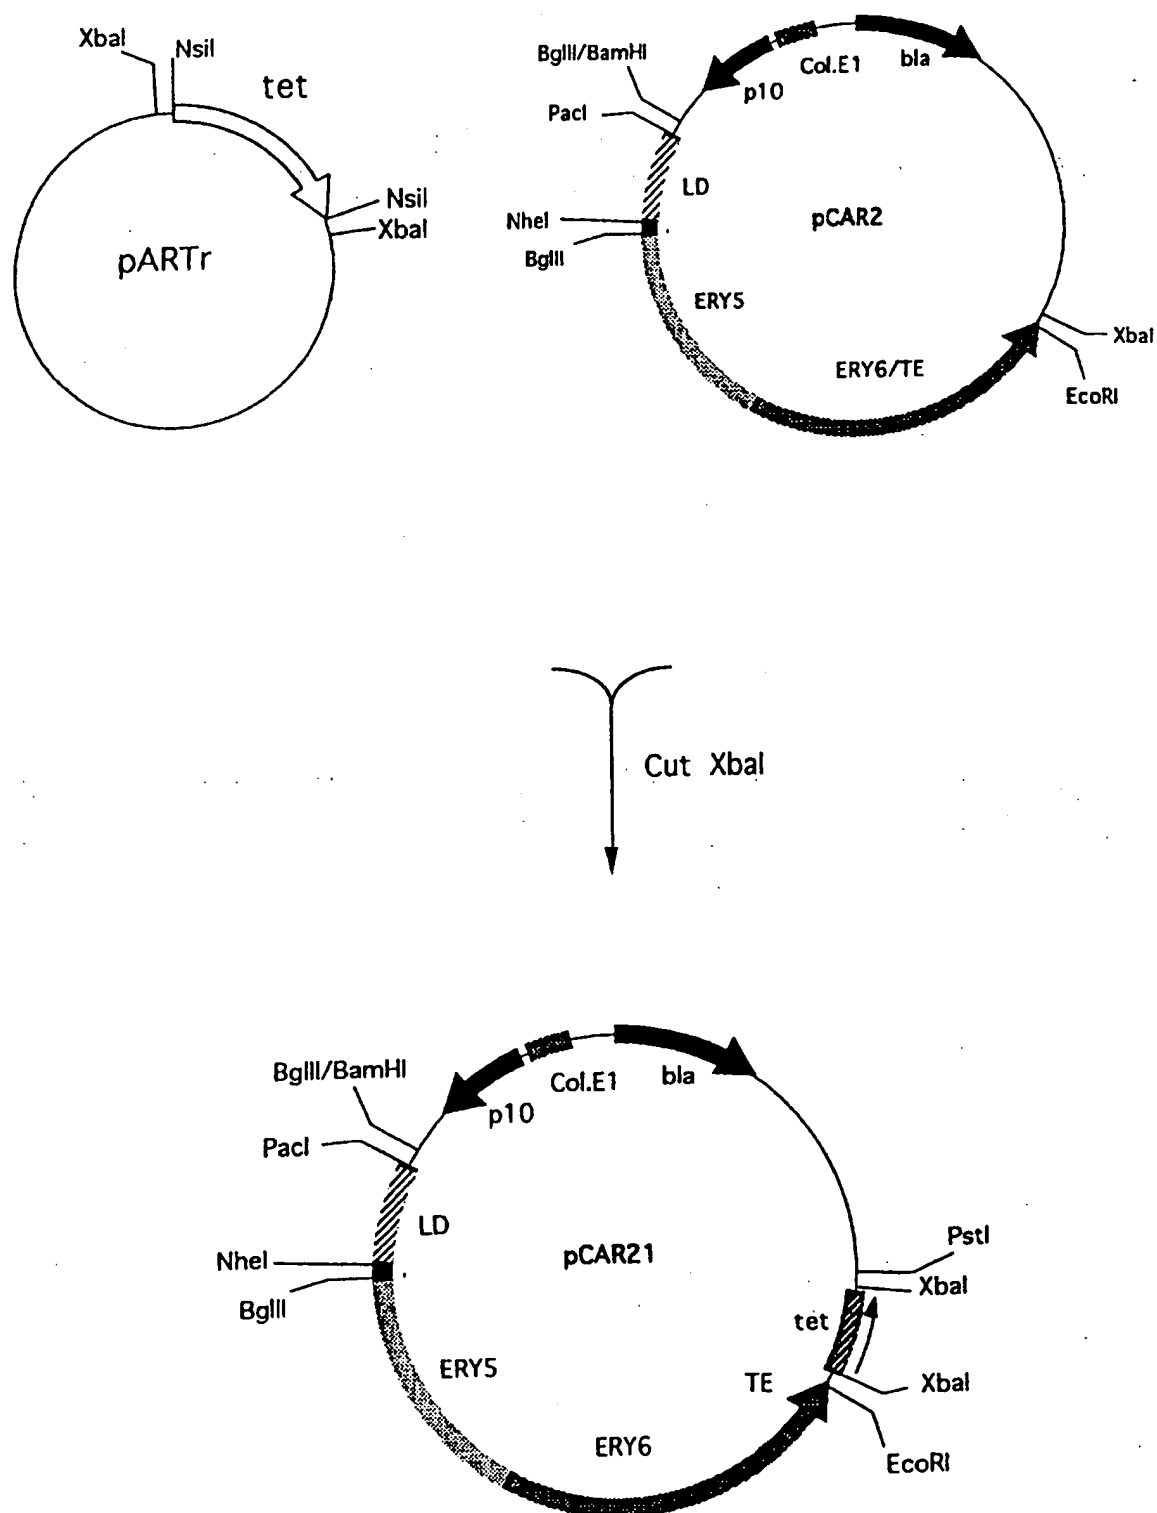 XbaI
NsiI
tet
NsiI
XbaI
pARTr
BglII/BamHI
PacI
p10
Col.E1
bla
LD
NheI
BglII
pCAR2
ERY5
ERY6/TE
XbaI
EcoRI
Cut XbaI
BglII/BamHI
PacI
p10
Col.E1
bla
LD
NheI
BglII
pCAR21
PstI
XbaI
tet
ERY5
TE
XbaI
ERY6
EcoRI